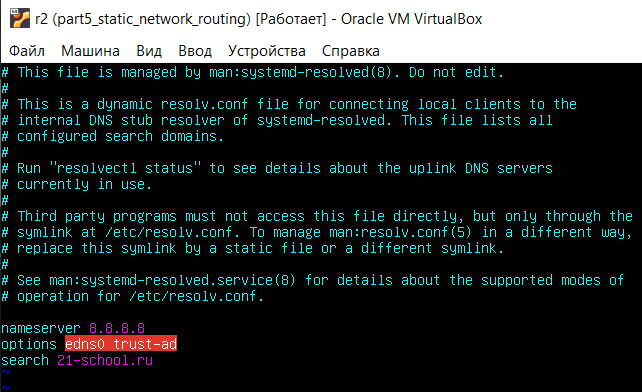 r2 (part5_static_network_routing) [Работает] - Oracle VM VirtualBox
Файл Машина Вид Ввод Устройства Справка
# This file is managed by man:systemd-resolved(8). Do not edit.
#
# This is a dynamic resolv.conf file for connecting local clients to the
# internal DNS stub resolver of systemd-resolved. This file lists all
# configured search domains.
#
# Run "resolvectl status" to see details about the uplink DNS servers
# currently in use.
#
# Third party programs must not access this file directly, but only through the
# symlink at /etc/resolv.conf. To manage man:resolv.conf(5) in a different way,
# replace this symlink by a static file or a different symlink.
#
# See man:systemd-resolved.service(8) for details about the supported modes of
# operation for /etc/resolv.conf.
nameserver 8.8.8.8
options edns0 trust-ad
search 21-school.ru
~
~